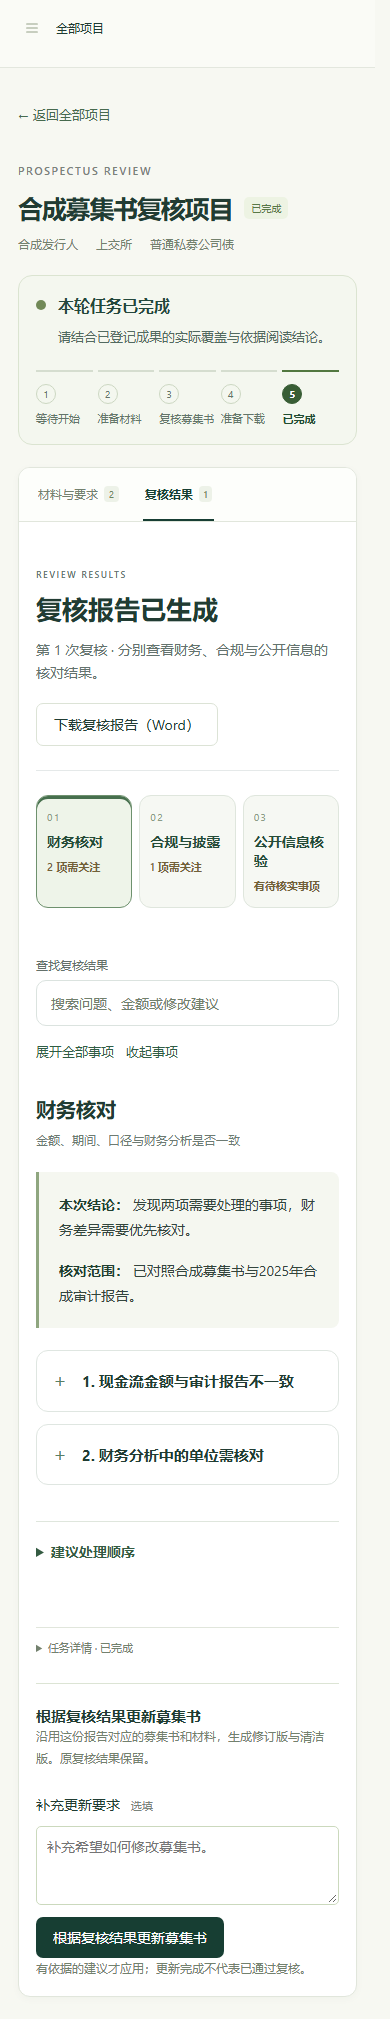 ≡ 全部项目
← 返回全部项目
PROSPECTUS REVIEW
合成募集书复核项目 已完成
合成发行人 上交所 普通私募公司债
本轮任务已完成
请结合已登记成果的实际覆盖与依据阅读结论。
1 2 3 4 5
等待开始 准备材料 复核募集书 准备下载 已完成
材料与要求 2 复核结果 1
REVIEW RESULTS
复核报告已生成
第 1 次复核 · 分别查看财务、合规与公开信息的
核对结果。
下载复核报告（Word）
01 02 03
财务核对 合规与披露 公开信息核
验
2 项需关注 1 项需关注 有待核实事项
查找复核结果
搜索问题、金额或修改建议
展开全部事项 收起事项
财务核对
金额、期间、口径与财务分析是否一致
本次结论： 发现两项需要处理的事项，财
务差异需要优先核对。
核对范围： 已对照合成募集书与2025年合
成审计报告。
+ 1. 现金流金额与审计报告不一致
+ 2. 财务分析中的单位需核对
▶ 建议处理顺序
▶ 任务详情 · 已完成
根据复核结果更新募集书
沿用这份报告对应的募集书和材料，生成修订版与清洁
版。原复核结果保留。
补充更新要求 选填
补充希望如何修改募集书。
根据复核结果更新募集书
有依据的建议才应用；更新完成不代表已通过复核。